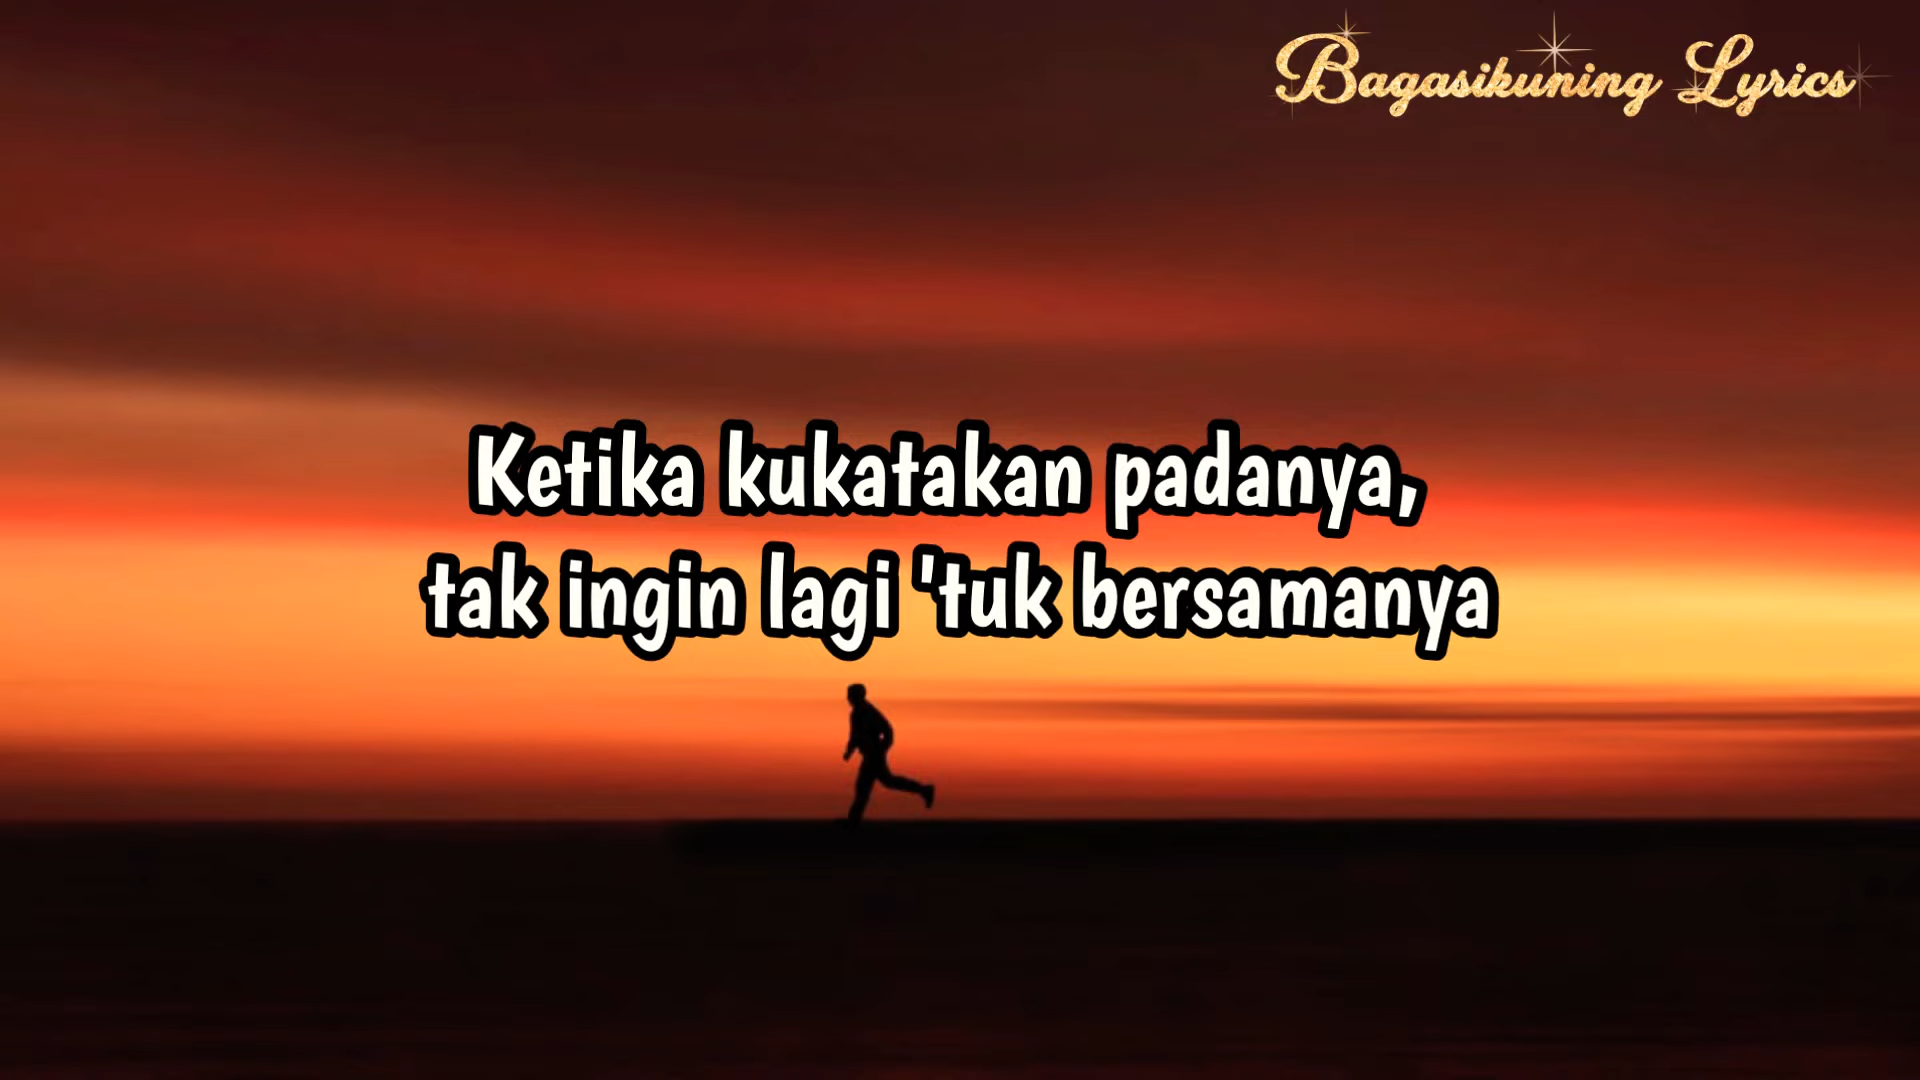 Bagasikuning Lyrics
Ketika kukatakan padanya,
tak ingin lagi 'tuk bersamanya